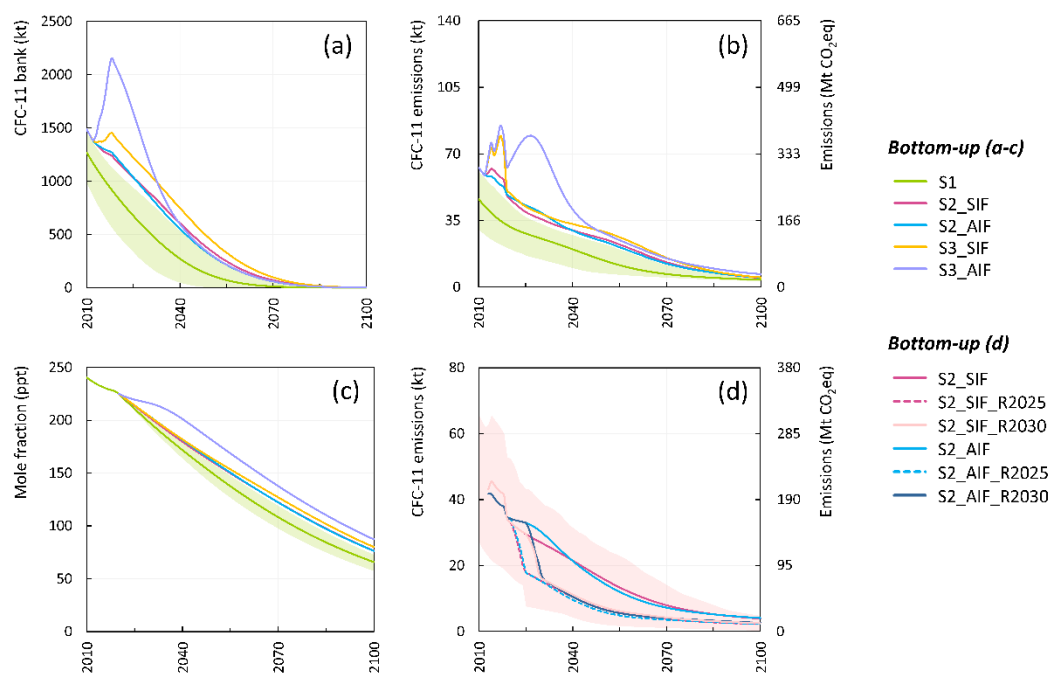 CFC-11 bank (kt)
2500
2000
1500
1000
500
0
2010
2040
2070
2100
(a)
CFC-11 emissions (kt)
140
105
70
35
0
2010
2040
2070
2100
(b)
665
499
333
166
0
Emissions (Mt CO₂eq)
Mole fraction (ppt)
250
200
150
100
50
0
2010
2040
2070
2100
(c)
CFC-11 emissions (kt)
80
60
40
20
0
2010
2040
2070
2100
(d)
380
285
190
95
0
Emissions (Mt CO₂eq)
Bottom-up (a-c)
S1
S2_SIF
S2_AIF
S3_SIF
S3_AIF
Bottom-up (d)
S2_SIF
S2_SIF_R2025
S2_SIF_R2030
S2_AIF
S2_AIF_R2025
S2_AIF_R2030